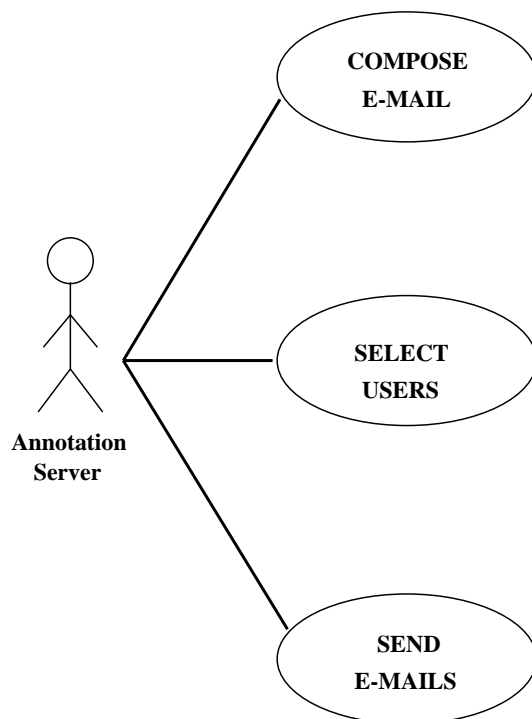 COMPOSE
E-MAIL
SELECT
USERS
Annotation
Server
SEND
E-MAILS